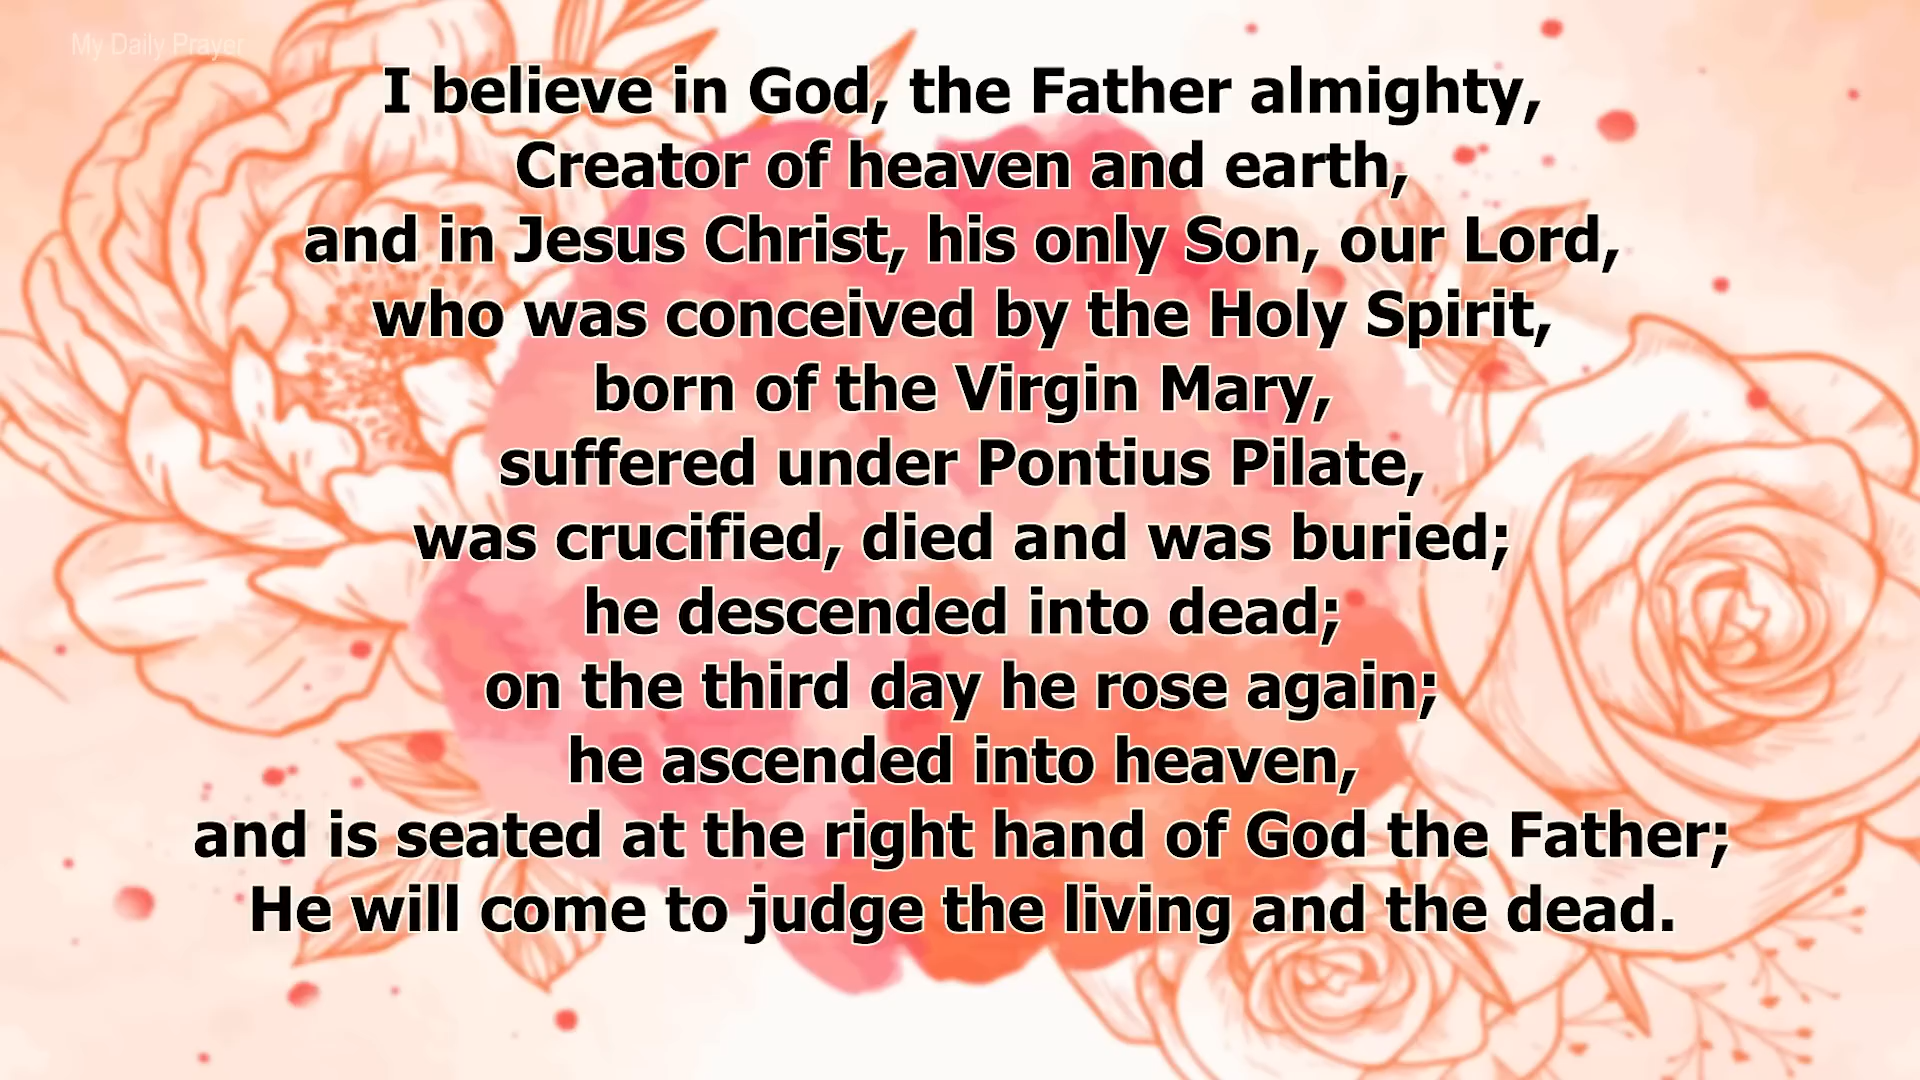 My Daily Prayer
I believe in God, the Father almighty,
Creator of heaven and earth,
and in Jesus Christ, his only Son, our Lord,
who was conceived by the Holy Spirit,
born of the Virgin Mary,
suffered under Pontius Pilate,
was crucified, died and was buried;
he descended into dead;
on the third day he rose again;
he ascended into heaven,
and is seated at the right hand of God the Father;
He will come to judge the living and the dead.